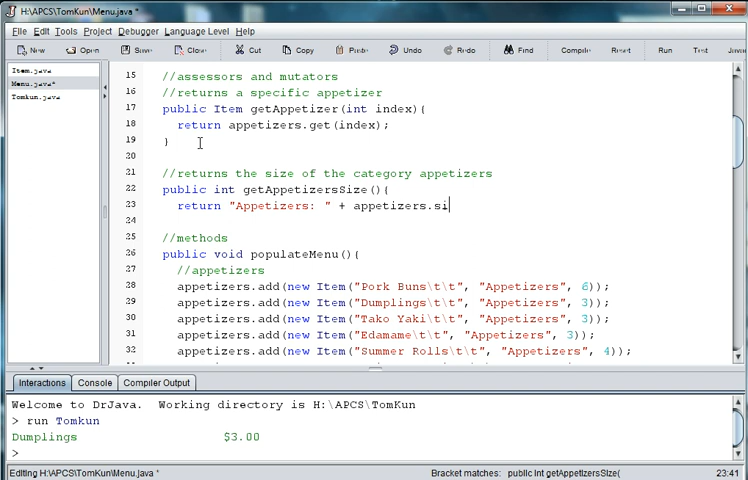 H:\APCS\TomKun\Menu.java *
File Edit Tools Project Debugger Language Level Help
New Open Save Close Cut Copy Paste Undo Redo Find Compile Reset Run Test Java
Item.java
Menu.java*
Tomkun.java
15 //assessors and mutators
16 //returns a specific appetizer
17 public Item getAppetizer(int index){
18 return appetizers.get(index);
19 }
20
21 //returns the size of the category appetizers
22 public int getAppetizersSize(){
23 return "Appetizers: " + appetizers.si
24
25 //methods
26 public void populateMenu(){
27 //appetizers
28 appetizers.add(new Item("Pork Buns\t\t", "Appetizers", 6));
29 appetizers.add(new Item("Dumplings\t\t", "Appetizers", 3));
30 appetizers.add(new Item("Tako Yaki\t\t", "Appetizers", 3));
31 appetizers.add(new Item("Edamame\t\t", "Appetizers", 3));
32 appetizers.add(new Item("Summer Rolls\t\t", "Appetizers", 4));
Interactions Console Compiler Output
Welcome to DrJava. Working directory is H:\APCS\TomKun
> run Tomkun
Dumplings $3.00
>
Editing H:\APCS\TomKun\Menu.java * Bracket matches: public int getAppetizersSize( 23:41